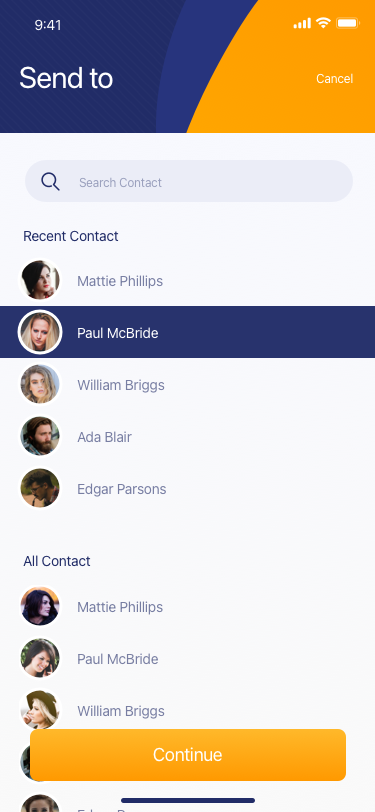 9:41
Send to
Cancel
Search Contact
Recent Contact
Mattie Phillips
Paul McBride
William Briggs
Ada Blair
Edgar Parsons
All Contact
Mattie Phillips
Paul McBride
William Briggs
Continue